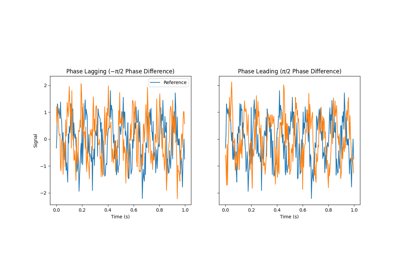 Phase Lagging (−π/2 Phase Difference)
Phase Leading (π/2 Phase Difference)
Reference
2
1
0
−1
−2
Signal
0.0 0.2 0.4 0.6 0.8 1.0
0.0 0.2 0.4 0.6 0.8 1.0
Time (s)
Time (s)